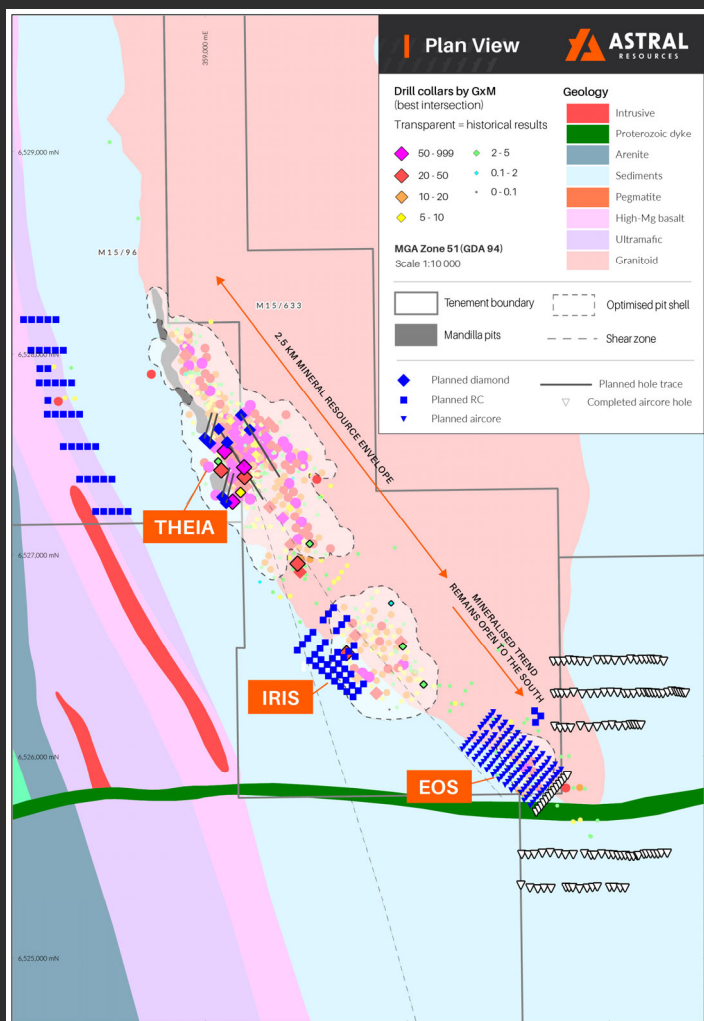 Plan View
ASTRAL
RESOURCES
Drill collars by GxM
(best intersection)
Transparent = historical results
50 - 999
20 - 50
10 - 20
5 - 10
2 - 5
0.1 - 2
0 - 0.1
MGA Zone 51 (GDA 94)
Scale 1:10 000
Geology
Intrusive
Proterozoic dyke
Arenite
Sediments
Pegmatite
High-Mg basalt
Ultramafic
Granitoid
Tenement boundary
Optimised pit shell
Mandilla pits
Shear zone
Planned diamond
Planned hole trace
Planned RC
Completed aircore hole
Planned aircore
359,000 mE
6,529,000 mN
M15/96
M15/633
6,528,000 mN
2.5 KM MINERAL RESOURCE ENVELOPE
THEIA
6,527,000 mN
MINERALISED TREND
REMAINS OPEN TO THE SOUTH
IRIS
6,526,000 mN
EOS
6,525,000 mN